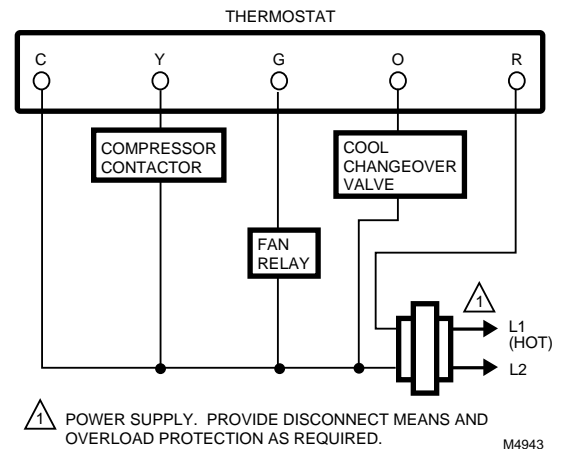 THERMOSTAT
C Y G O R
COMPRESSOR
CONTACTOR
COOL
CHANGEOVER
VALVE
FAN
RELAY
1
L1
(HOT)
L2
1 POWER SUPPLY. PROVIDE DISCONNECT MEANS AND
OVERLOAD PROTECTION AS REQUIRED.
M4943